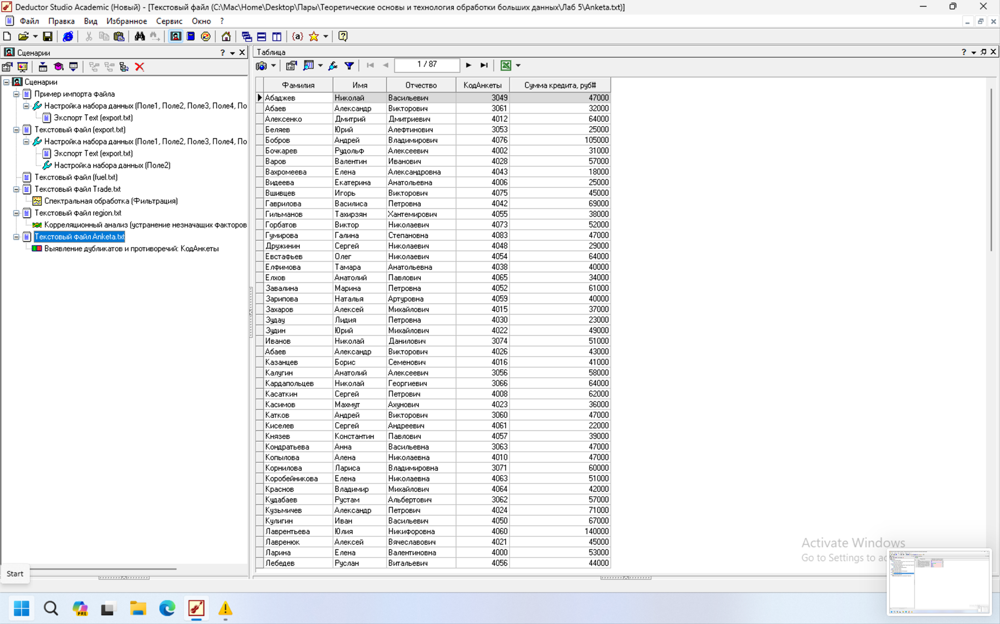 Deductor Studio Academic (Новый) - [Текстовый файл (C:\Mac\Home\Desktop\Пары\Теоретические основы и технология обработки больших данных\Лаб 5\Anketa.txt)]
Файл Правка Вид Избранное Сервис Окно ?
{a}
Сценарии
Таблица
1 / 87
Сценарии
Пример импорта файла
Настройка набора данных (Поле1, Поле2, Поле3, Поле4, По
Экспорт Text (export.txt)
Текстовый файл (export.txt)
Настройка набора данных (Поле1, Поле2, Поле3, Поле4, По
Экспорт Text (export.txt)
Настройка набора данных (Поле2)
Текстовый файл (fuel.txt)
Текстовый файл Trade.txt
Спектральная обработка (Фильтрация)
Текстовый файл region.txt
Корреляционный анализ (устранение незначащих факторов
Текстовый файл Anketa.txt
Выявление дубликатов и противоречий: КодАнкеты
Фамилия Имя Отчество КодАнкеты Сумма кредита, руб#
Абаджев Николай Васильевич 3049 47000
Абаев Александр Викторович 3061 32000
Алексенко Дмитрий Дмитриевич 4012 64000
Беляев Юрий Алефтинович 3053 25000
Бобров Андрей Владимирович 4076 105000
Бочкарев Рудольф Алексеевич 4002 31000
Варов Валентин Иванович 4028 57000
Вахромеева Елена Александровна 4043 18000
Видеева Екатерина Анатольевна 4006 25000
Вшивцев Игорь Викторович 4075 45000
Гаврилова Василиса Петровна 4042 69000
Гильманов Тахирзян Хантемирович 4055 38000
Горбатов Виктор Николаевич 4073 52000
Гумирова Галина Степановна 4083 47000
Дружинин Сергей Николаевич 4048 29000
Евстафьев Олег Николаевич 4054 64000
Елфимова Тамара Анатольевна 4038 40000
Елхов Анатолий Павлович 4065 34000
Завалина Марина Петровна 4052 61000
Зарипова Наталья Артуровна 4059 40000
Захаров Алексей Михайлович 4015 37000
Зудау Лидия Петровна 4030 23000
Зудин Юрий Михайлович 4022 49000
Иванов Николай Данилович 3074 51000
Абаев Александр Викторович 4026 43000
Казанцев Борис Семенович 4016 41000
Калугин Анатолий Алексеевич 3056 58000
Кардапольцев Николай Георгиевич 3066 64000
Касаткин Сергей Петрович 4008 62000
Касимов Махмут Ахунович 4023 36000
Катков Андрей Викторович 3060 47000
Киселев Сергей Андреевич 4061 22000
Князев Константин Павлович 4057 39000
Кондратьева Анна Васильевна 3063 47000
Копылова Алена Николаевна 4010 47000
Корнилова Лариса Владимировна 3071 60000
Коробейникова Елена Николаевна 4063 51000
Краснов Владимир Михайлович 4064 42000
Кудабаев Рустам Альбертович 3062 57000
Кузьмичев Александр Петрович 4024 71000
Кулигин Иван Васильевич 4050 67000
Лаврентьева Юлия Никифоровна 4060 140000
Лавренюк Алексей Вячеславович 4021 45000
Ларина Елена Валентиновна 4000 53000
Лебедев Руслан Витальевич 4056 44000
Activate Windows
Go to Settings to ac
Start
PRE